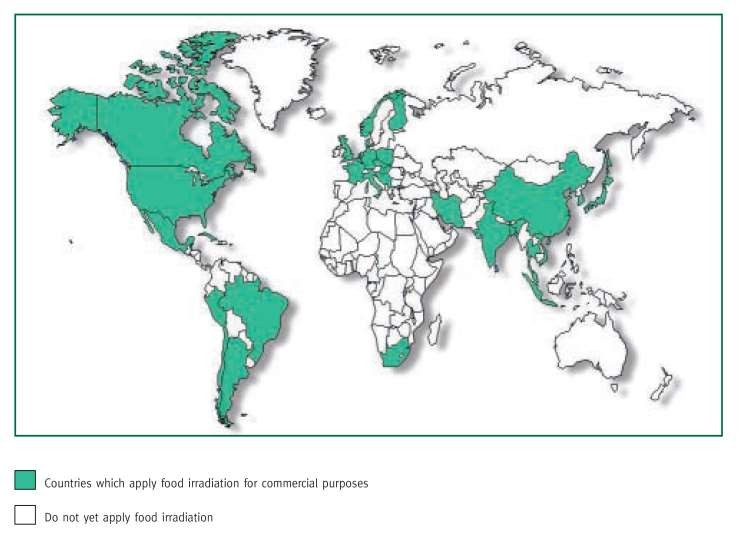 Countries which apply food irradiation for commercial purposes
Do not yet apply food irradiation